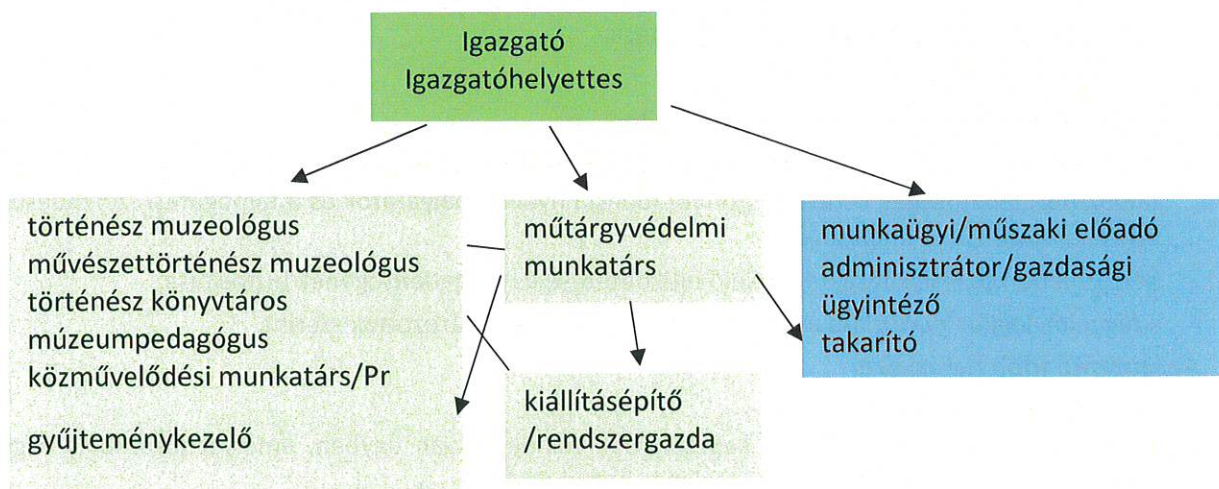 Igazgató
Igazgatóhelyettes
történész muzeológus
művészettörténész muzeológus
történész könyvtáros
múzeumpedagógus
közművelődési munkatárs/Pr
gyűjteménykezelő
műtárgyvédelmi
munkatárs
kiállításépítő
/rendszergazda
munkaügyi/műszaki előadó
adminisztrátor/gazdasági
ügyintéző
takarító